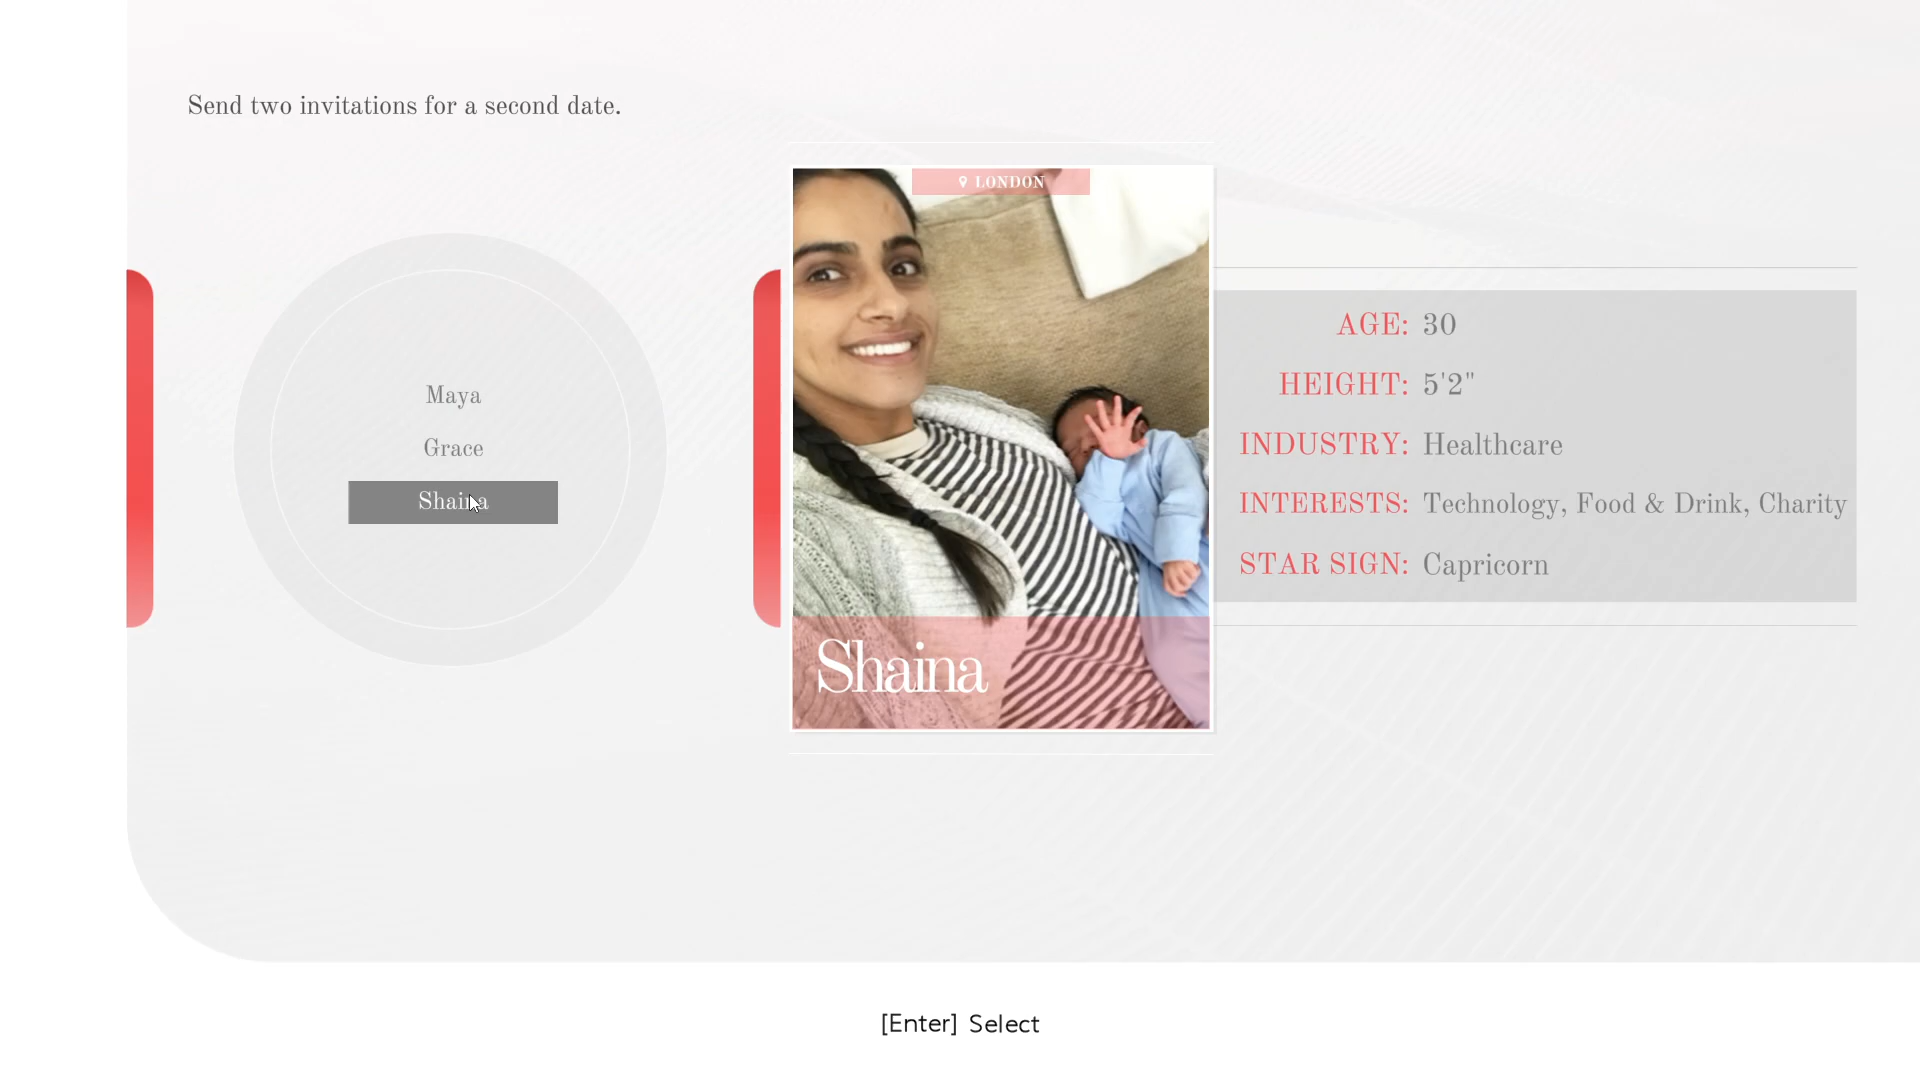 Send two invitations for a second date.
Maya
Grace
Shaina
LONDON
Shaina
AGE: 30
HEIGHT: 5'2"
INDUSTRY: Healthcare
INTERESTS: Technology, Food & Drink, Charity
STAR SIGN: Capricorn
[Enter] Select